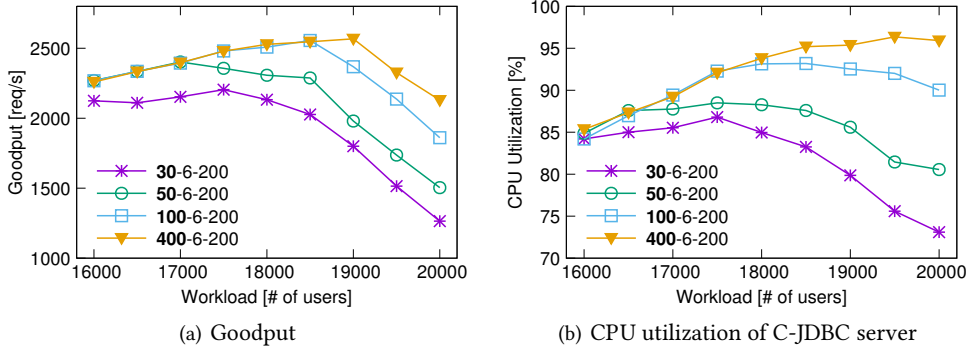 2500
2000
1500
1000
16000 17000 18000 19000 20000
Goodput [req/s]
Workload [# of users]
30-6-200
50-6-200
100-6-200
400-6-200
(a) Goodput
100
95
90
85
80
75
70
16000 17000 18000 19000 20000
CPU Utilization [%]
Workload [# of users]
30-6-200
50-6-200
100-6-200
400-6-200
(b) CPU utilization of C-JDBC server